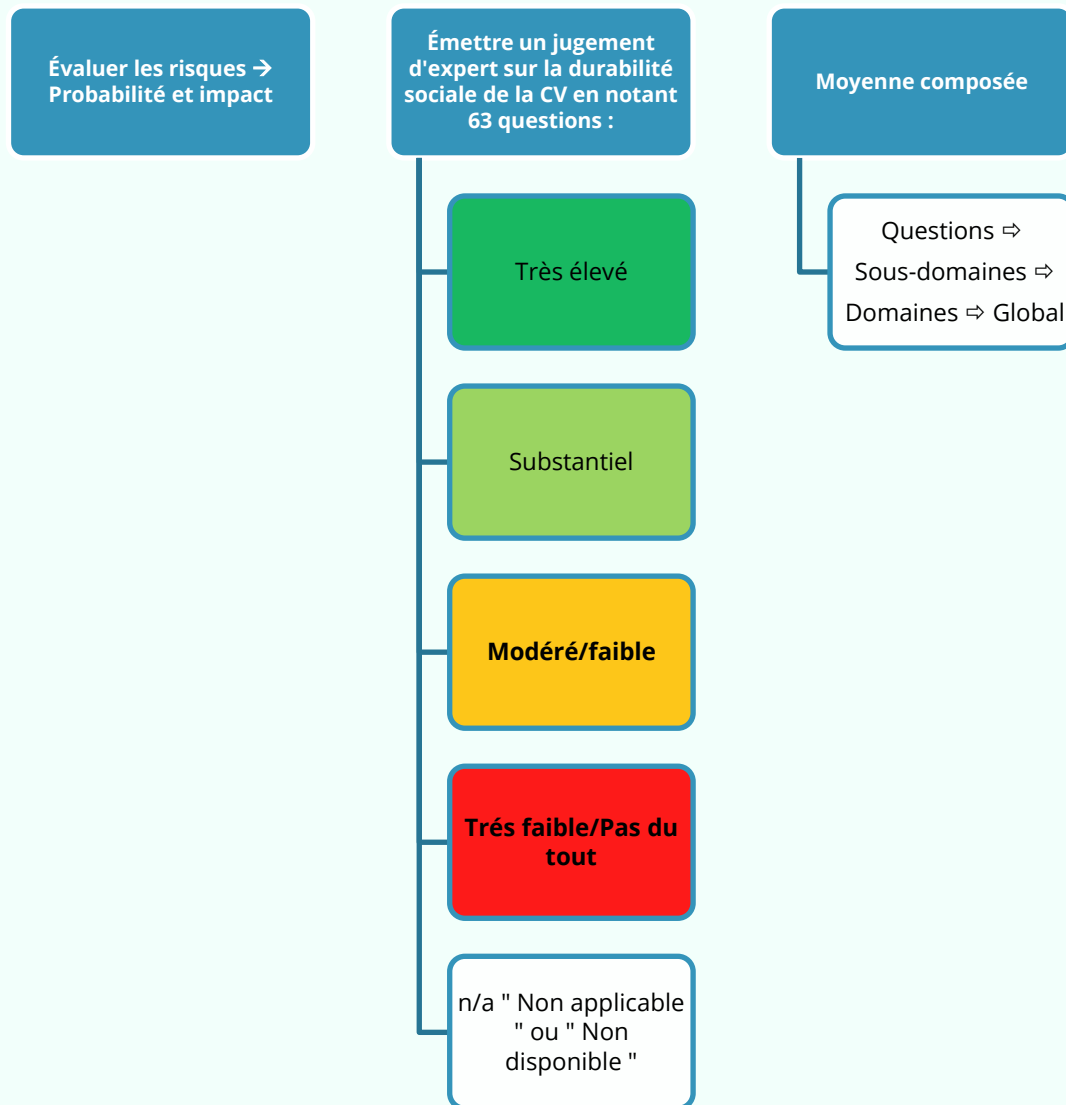 Évaluer les risques →
Probabilité et impact
Émettre un jugement
d'expert sur la durabilité
sociale de la CV en notant
63 questions :
Très élevé
Substantiel
Modéré/faible
Trés faible/Pas du
tout
n/a " Non applicable
" ou " Non
disponible "
Moyenne composée
Questions ⇨
Sous-domaines ⇨
Domaines ⇨ Global